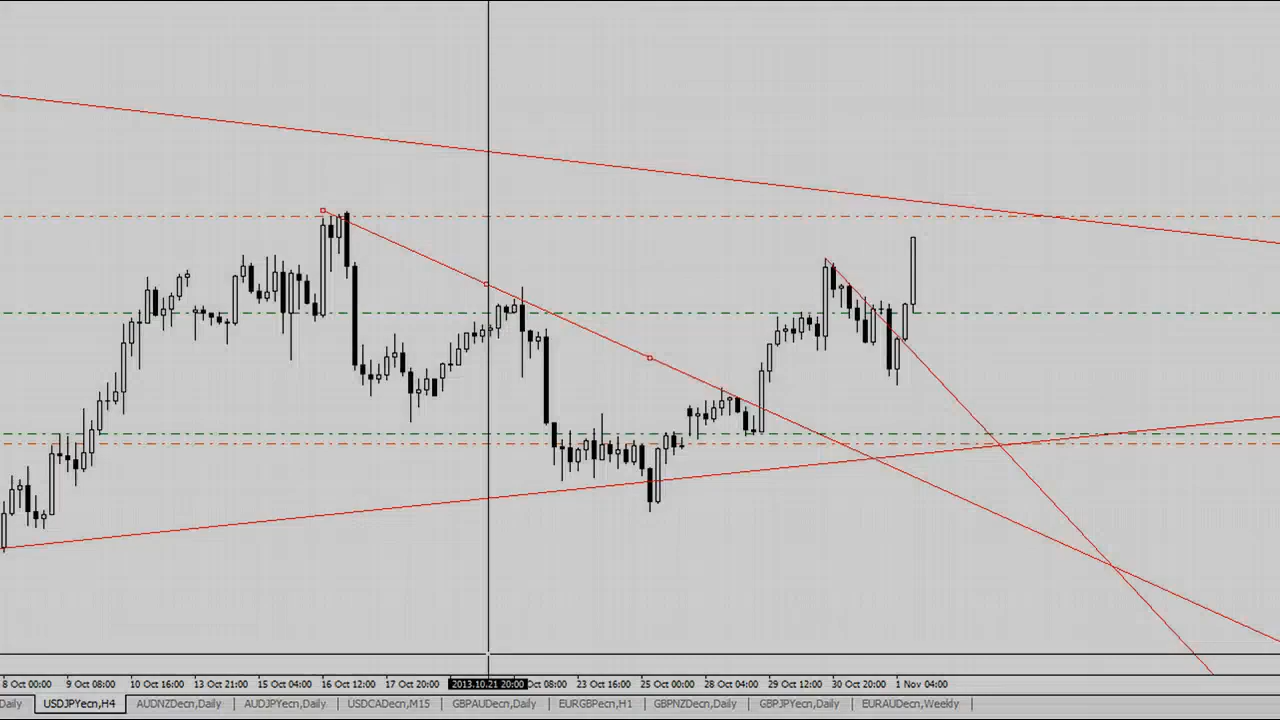 8 Oct 00:00 9 Oct 08:00 10 Oct 16:00 13 Oct 21:00 15 Oct 04:00 16 Oct 12:00 17 Oct 20:00 2013.10.21 20:00 Oct 08:00 23 Oct 16:00 25 Oct 00:00 28 Oct 04:00 29 Oct 12:00 30 Oct 20:00 1 Nov 04:00
Daily USDJPYecn,H4 AUDNZDecn,Daily AUDJPYecn,Daily USDCADecn,M15 GBPAUDecn,Daily EURGBPecn,H1 GBPNZDecn,Daily GBPJPYecn,Daily EURAUDecn,Weekly